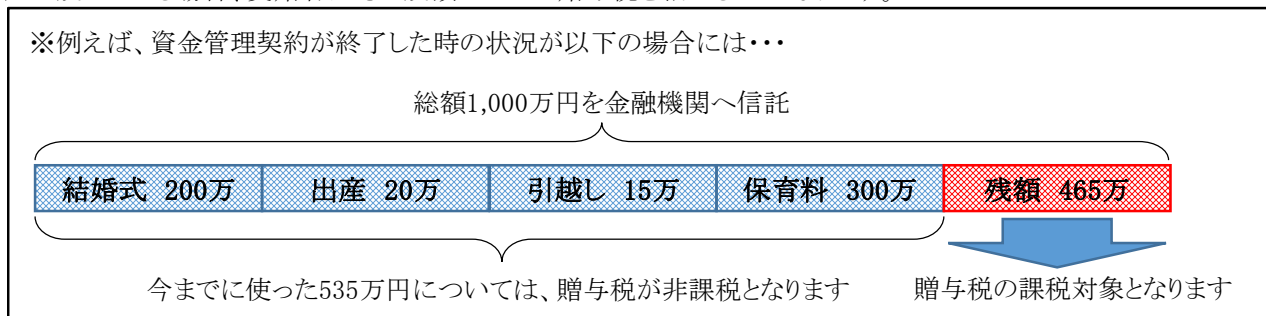 ※例えば、資金管理契約が終了した時の状況が以下の場合には・・・
総額1,000万円を金融機関へ信託
結婚式 200万 出産 20万 引越し 15万 保育料 300万 残額 465万
今までに使った535万円については、贈与税が非課税となります 贈与税の課税対象となります